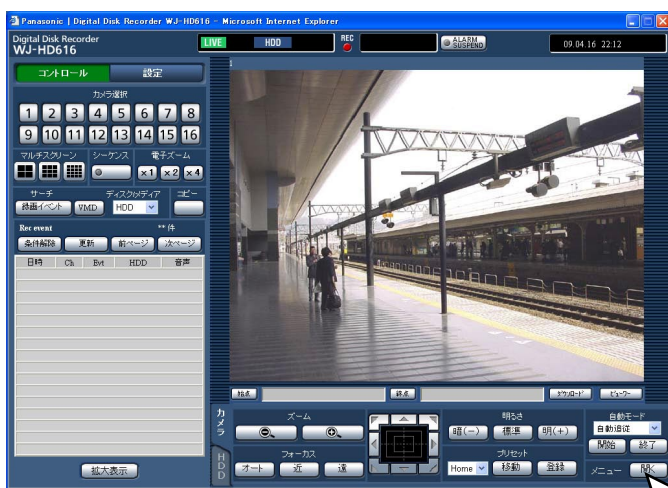 Panasonic | Digital Disk Recorder WJ-HD616 - Microsoft Internet Explorer
Digital Disk Recorder
WJ-HD616
LIVE HDD REC ALARM SUSPEND 09.04.16 22:12
コントロール 設定
1
カメラ選択
1 2 3 4 5 6 7 8
9 10 11 12 13 14 15 16
マルチスクリーン シーケンス 電子ズーム
×1 ×2 ×4
サーチ ディスク/メディア コピー
録画イベント VMD HDD
Rec event ** 件
条件解除 更新 前ページ 次ページ
日時 Ch Evt HDD 音声
拡大表示
始点 終点 ダウンロード ビューワー
カメラ
HDD
ズーム
フォーカス
オート 近 遠
明るさ
暗(-) 標準 明(+)
プリセット
Home 移動 登録
自動モード
自動追従
開始 終了
メニュー 開く